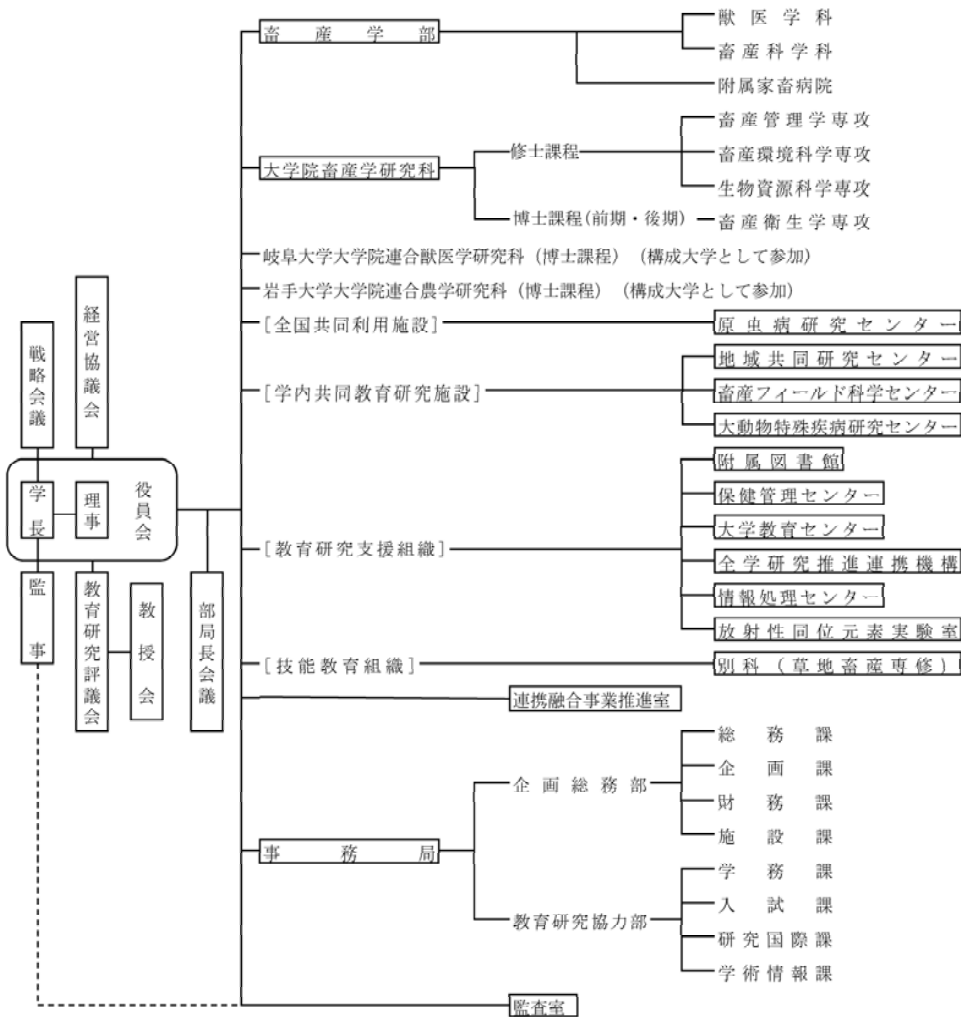 畜産学部
獣医学科
畜産科学科
附属家畜病院
大学院畜産学研究科
修士課程
畜産管理学専攻
畜産環境科学専攻
生物資源科学専攻
博士課程(前期・後期)
畜産衛生学専攻
岐阜大学大学院連合獣医学研究科（博士課程）（構成大学として参加）
岩手大学大学院連合農学研究科（博士課程）（構成大学として参加）
[全国共同利用施設]
原虫病研究センター
[学内共同教育研究施設]
地域共同研究センター
畜産フィールド科学センター
大動物特殊疾病研究センター
戦略会議
経営協議会
学長
理事
役員会
監事
教育研究評議会
教授会
部局長会議
[教育研究支援組織]
附属図書館
保健管理センター
大学教育センター
全学研究推進連携機構
情報処理センター
放射性同位元素実験室
[技能教育組織]
別科（草地畜産専修）
連携融合事業推進室
事務局
企画総務部
総務課
企画課
財務課
施設課
教育研究協力部
学務課
入試課
研究国際課
学術情報課
監査室